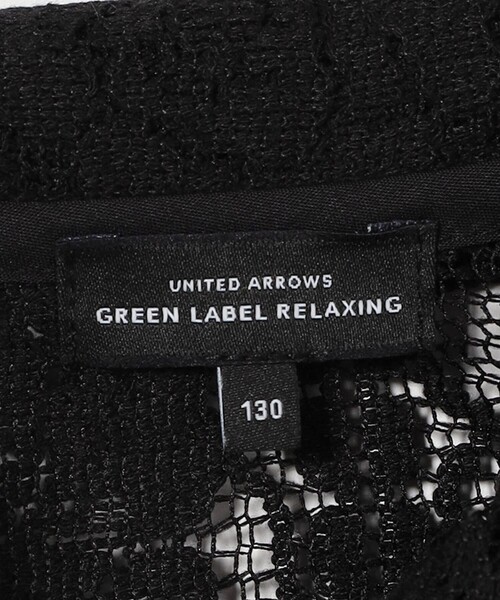 UNITED ARROWS
GREEN LABEL RELAXING
130